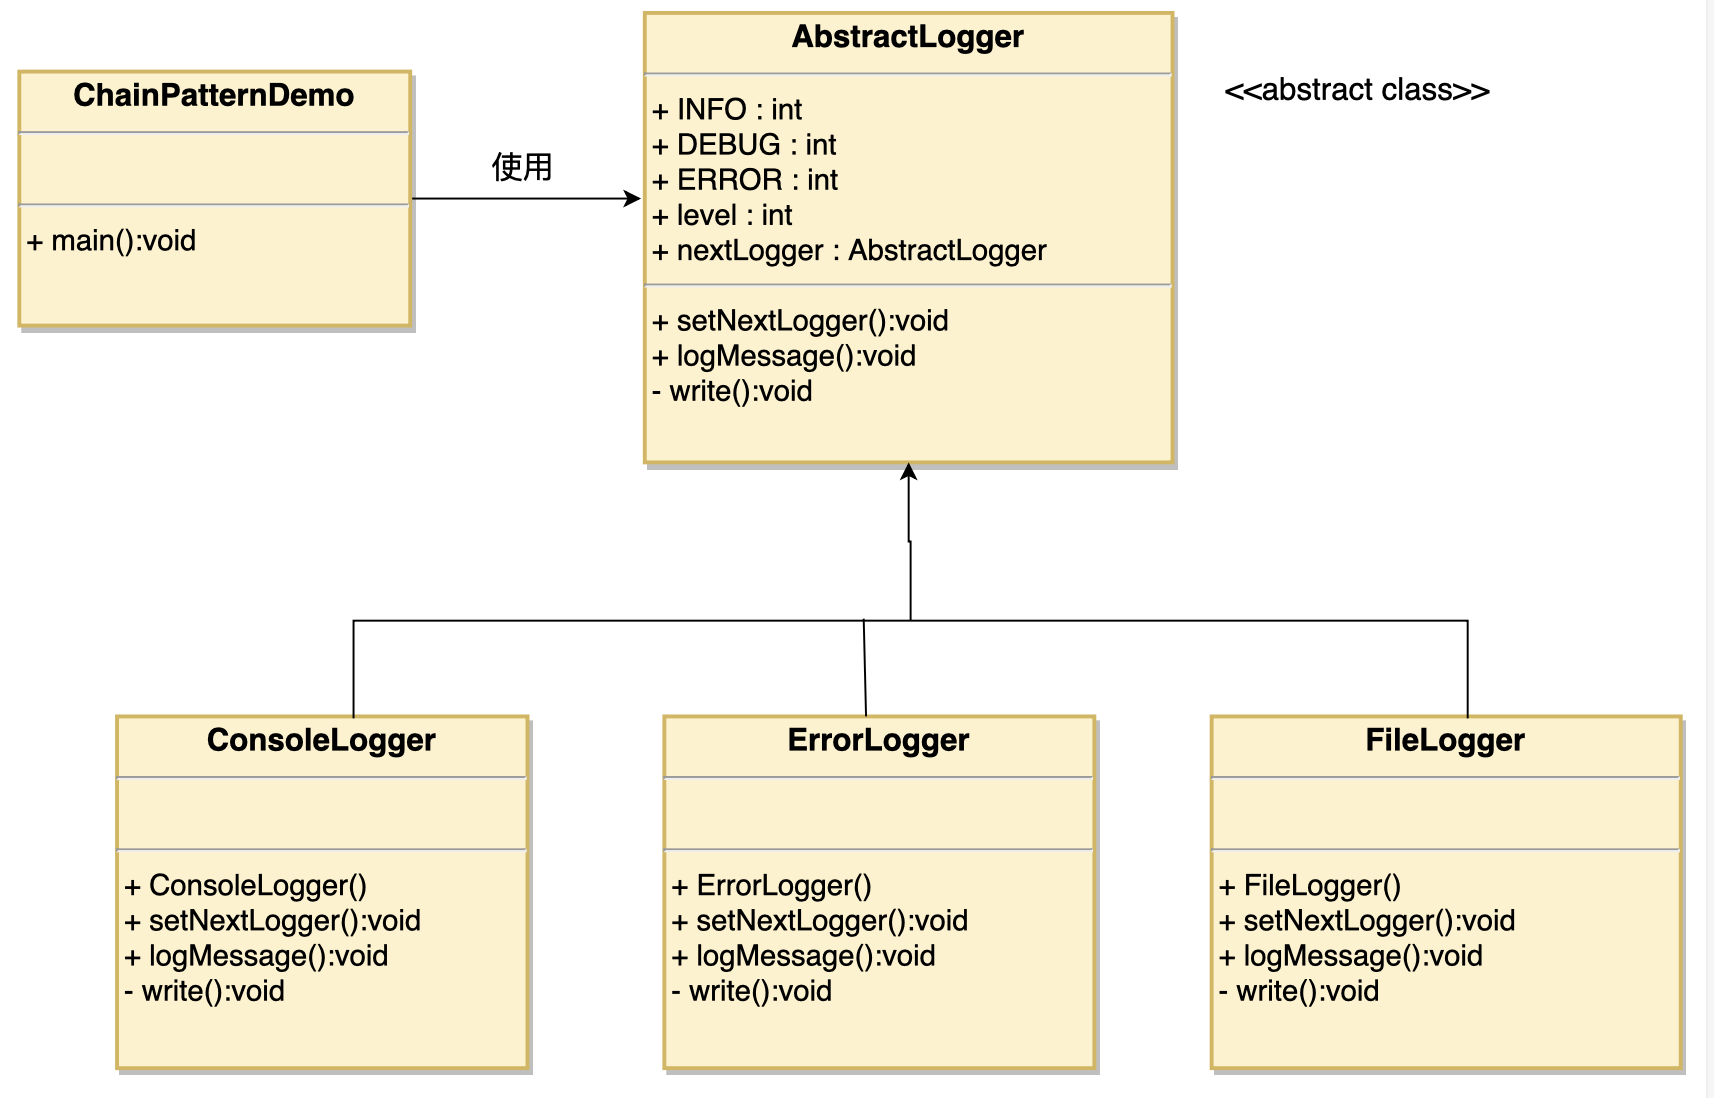 ChainPatternDemo
+ main():void
使用
AbstractLogger
+ INFO : int
+ DEBUG : int
+ ERROR : int
+ level : int
+ nextLogger : AbstractLogger
+ setNextLogger():void
+ logMessage():void
- write():void
<<abstract class>>
ConsoleLogger
+ ConsoleLogger()
+ setNextLogger():void
+ logMessage():void
- write():void
ErrorLogger
+ ErrorLogger()
+ setNextLogger():void
+ logMessage():void
- write():void
FileLogger
+ FileLogger()
+ setNextLogger():void
+ logMessage():void
- write():void